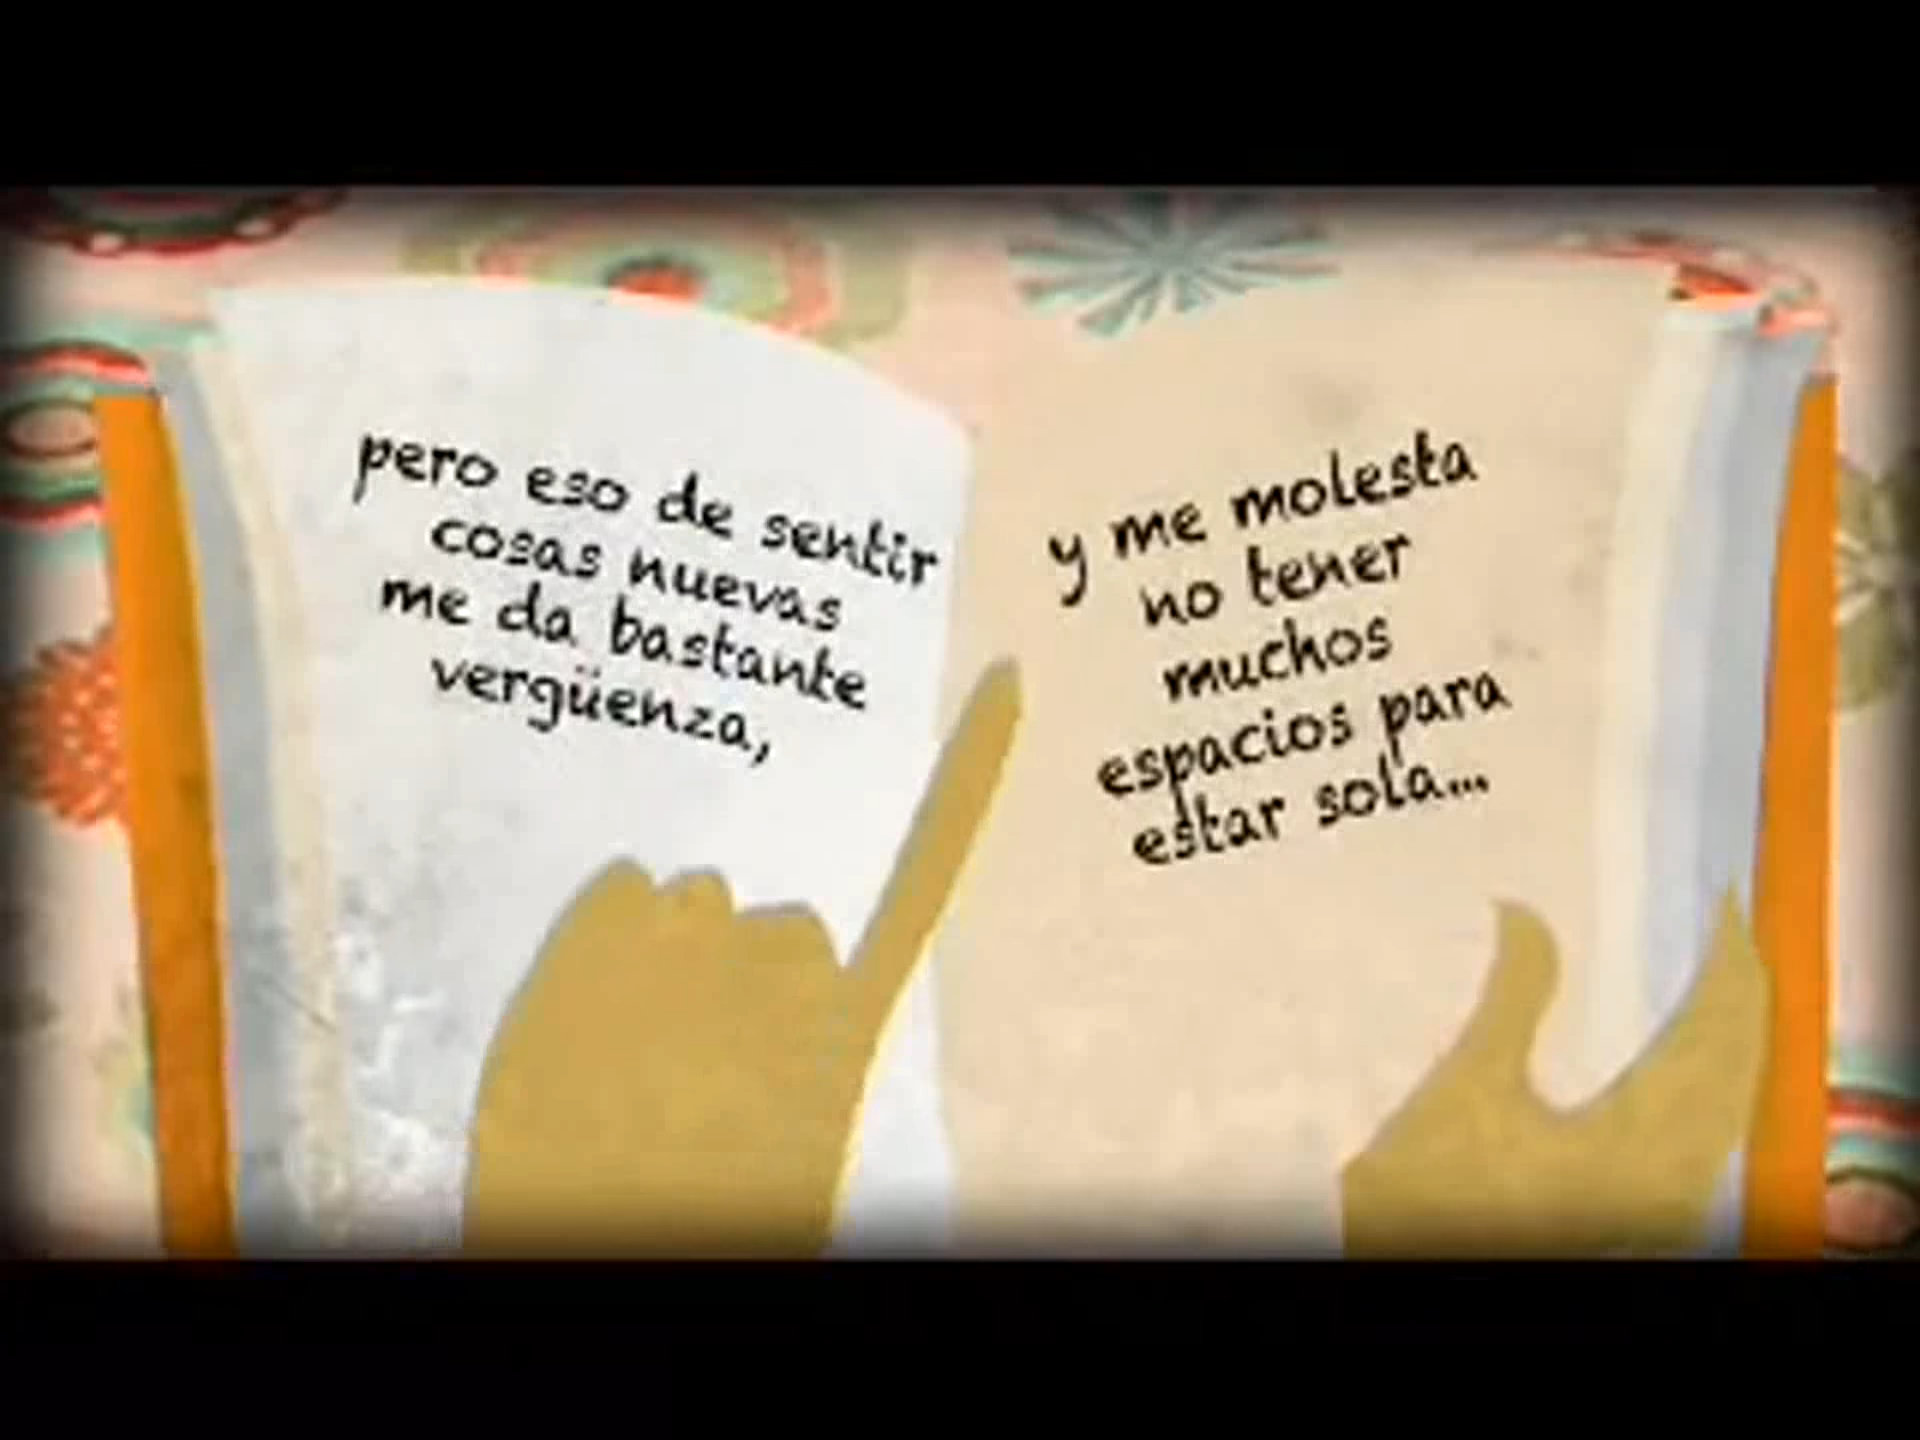 pero eso de sentir
cosas nuevas
me da bastante
vergüenza,
y me molesta
no tener
muchos
espacios para
estar sola...